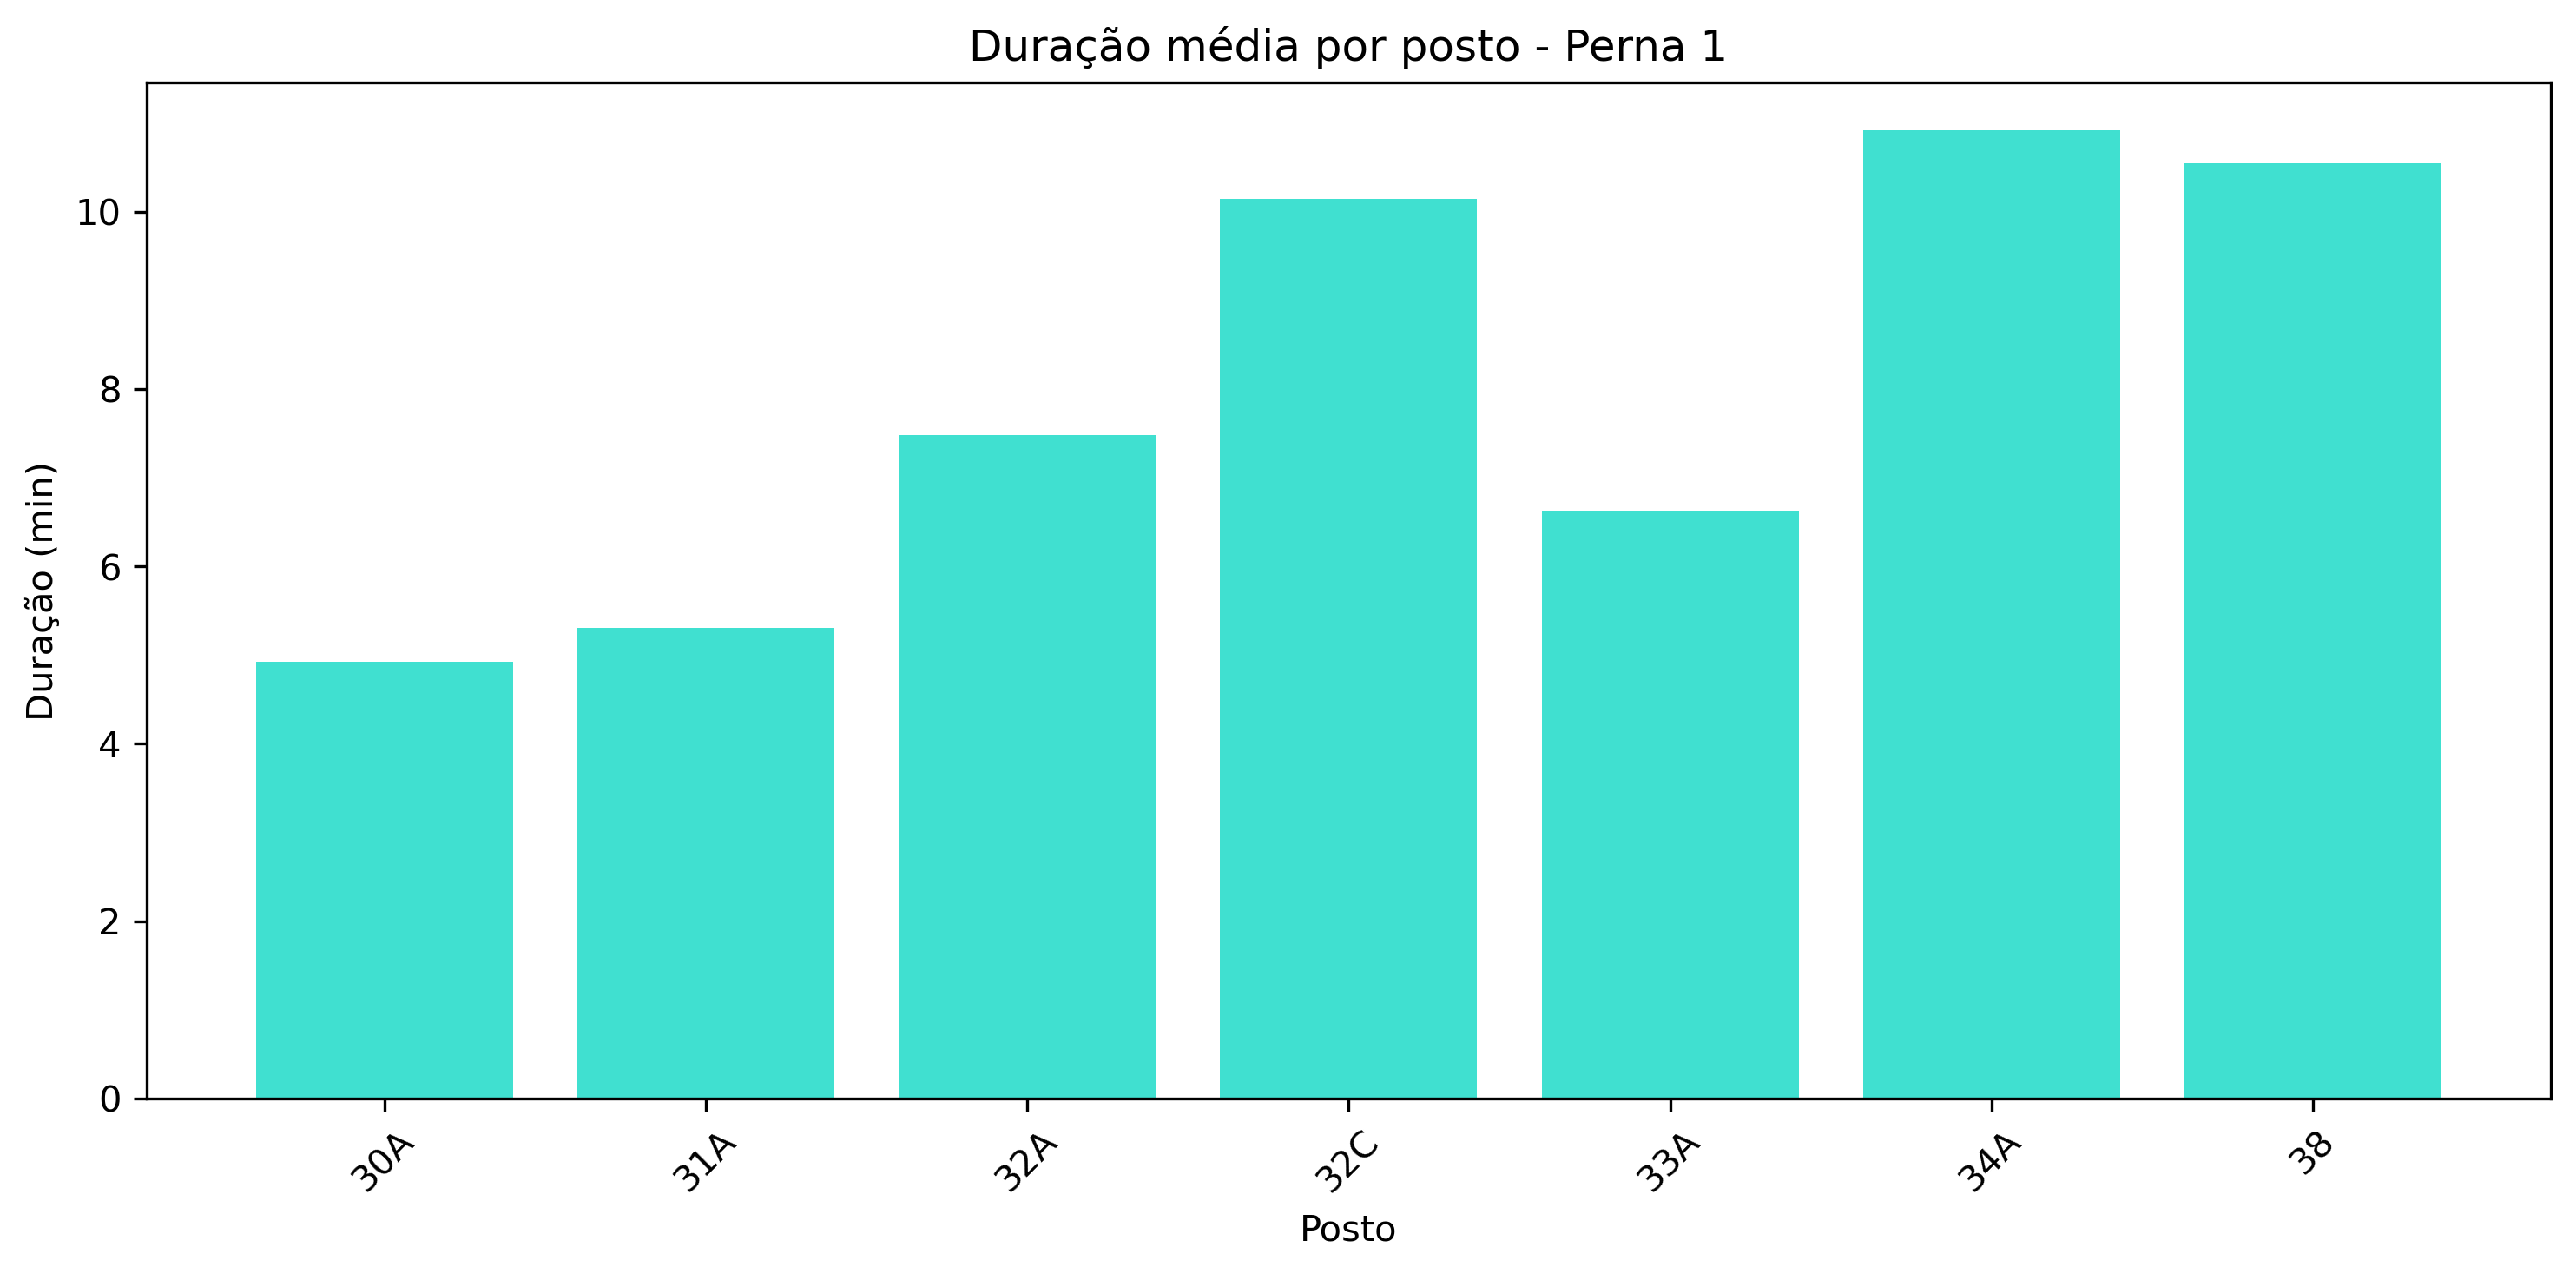 Duração média por posto - Perna 1
Duração (min)
10
8
6
4
2
0
30A
31A
32A
32C
33A
34A
38
Posto